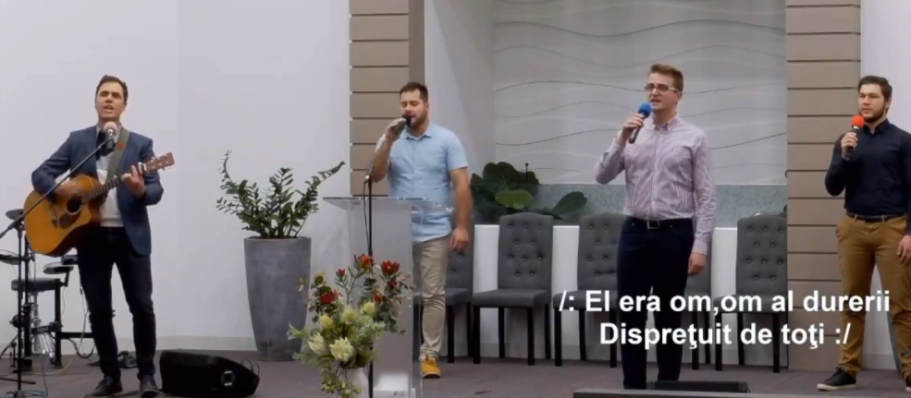 /: El era om,om al durerii
Dispreţuit de toţi :/